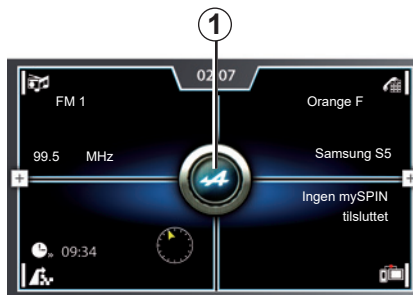 1
02:07
FM 1
Orange F
99.5 MHz
Samsung S5
Ingen mySPIN
tilsluttet
09:34